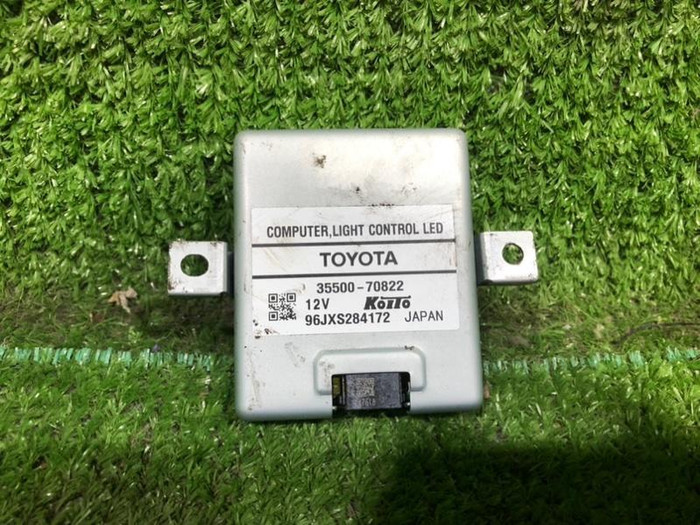 COMPUTER,LIGHT CONTROL LED
TOYOTA
35500-70822
12V KOITO
96JXS284172 JAPAN